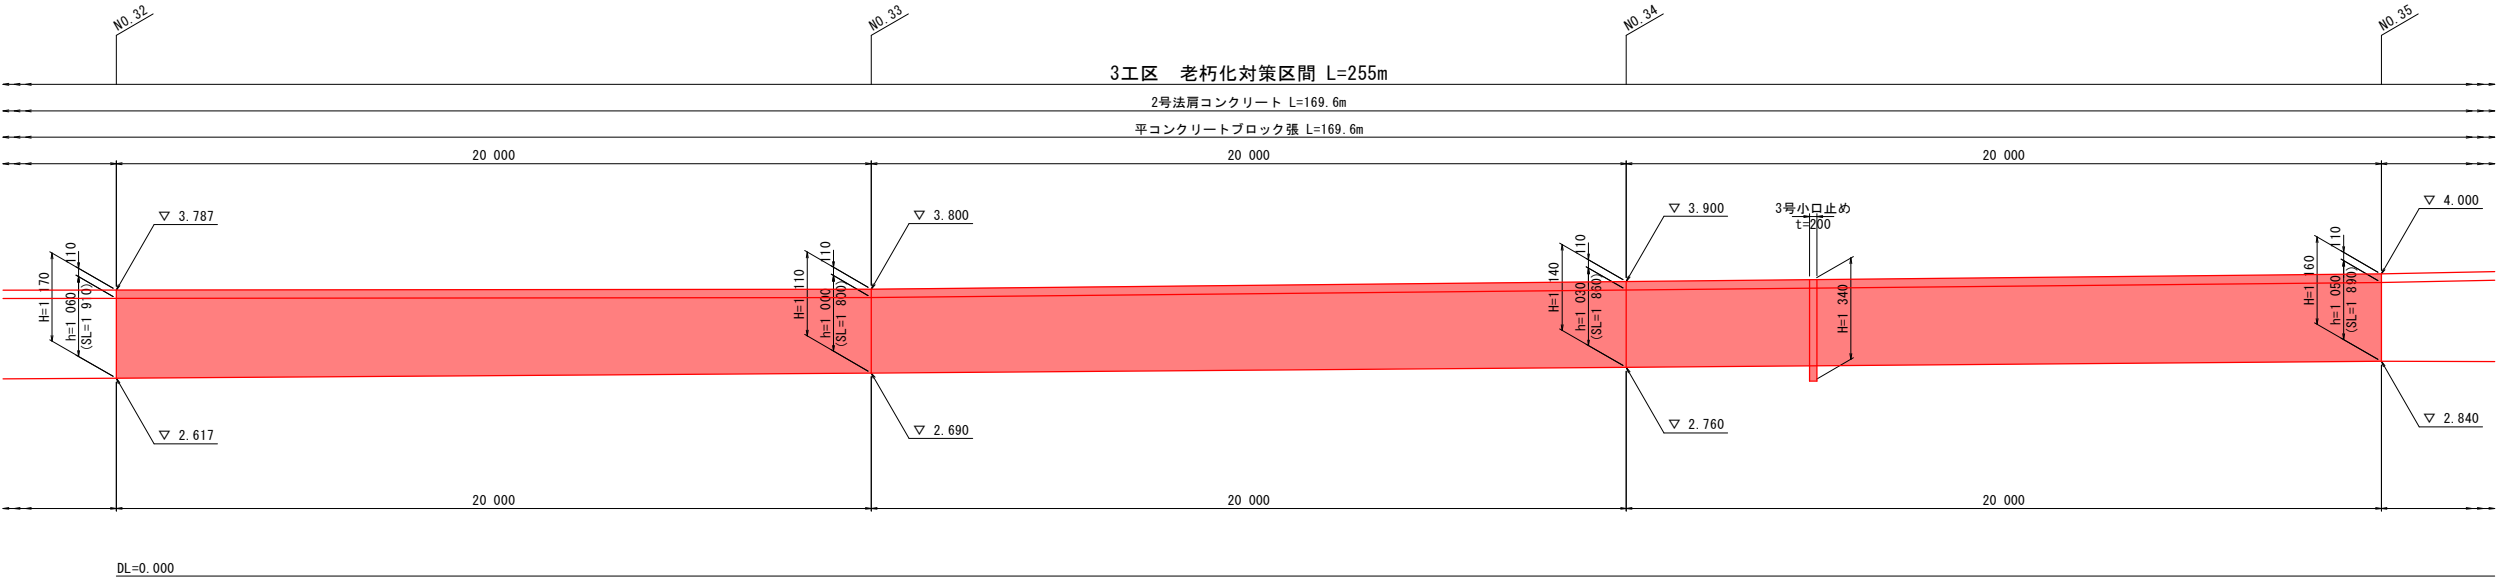 NO.32
NO.33
NO.34
NO.35
3工区　老朽化対策区間 L=255m
2号法肩コンクリート L=169.6m
平コンクリートブロック張 L=169.6m
20 000
20 000
20 000
▽ 3.787
▽ 3.800
▽ 3.900
3号小口止め
t=200
▽ 4.000
H=1 170
110
h=1 060
(SL=1 910)
H=1 110
110
h=1 000
(SL=1 800)
H=1 140
110
h=1 030
(SL=1 860)
H=1 340
H=1 160
110
h=1 050
(SL=1 890)
▽ 2.617
▽ 2.690
▽ 2.760
▽ 2.840
20 000
20 000
20 000
DL=0.000